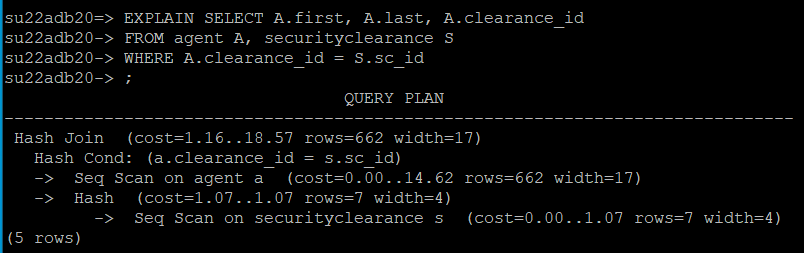 su22adb20=> EXPLAIN SELECT A.first, A.last, A.clearance_id
su22adb20-> FROM agent A, securityclearance S
su22adb20-> WHERE A.clearance_id = S.sc_id
su22adb20-> ;
                                  QUERY PLAN
-------------------------------------------------------------------------------
 Hash Join  (cost=1.16..18.57 rows=662 width=17)
   Hash Cond: (a.clearance_id = s.sc_id)
   ->  Seq Scan on agent a  (cost=0.00..14.62 rows=662 width=17)
   ->  Hash  (cost=1.07..1.07 rows=7 width=4)
         ->  Seq Scan on securityclearance s  (cost=0.00..1.07 rows=7 width=4)
(5 rows)